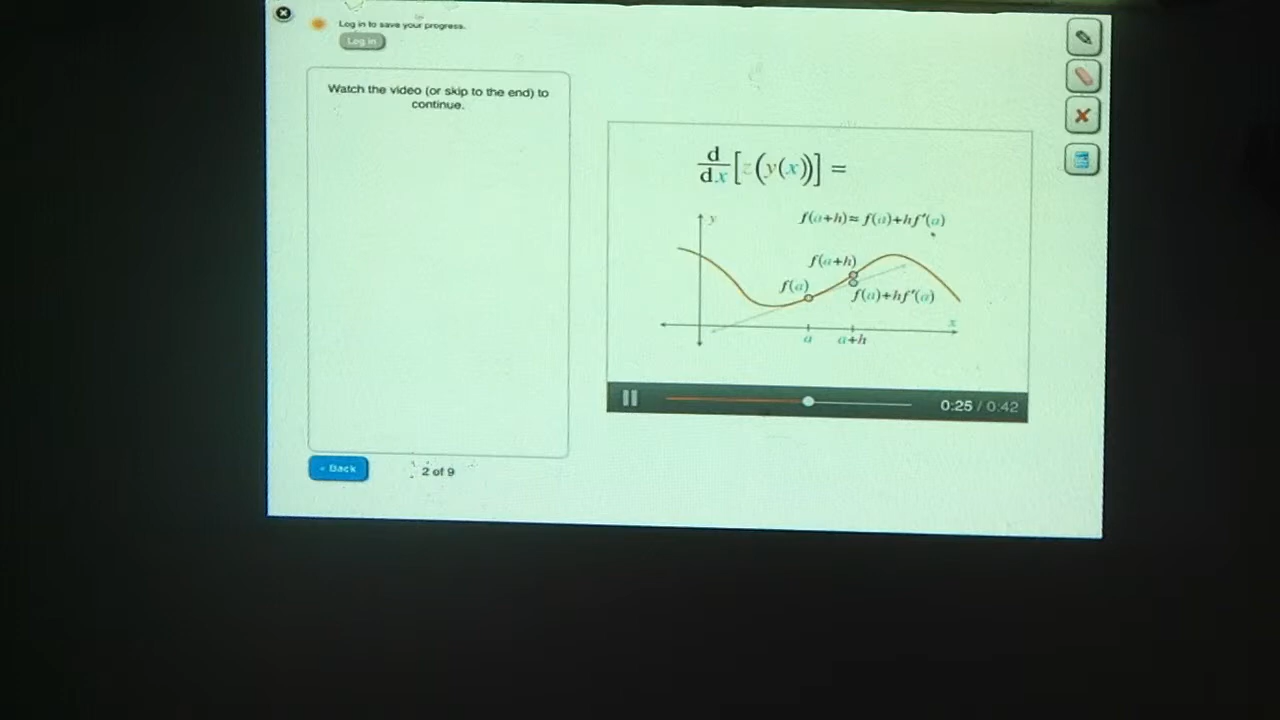 Log in to save your progress.
Log in
Watch the video (or skip to the end) to
continue.
d/dx [z(y(x))] =
y
f(a+h)≈ f(a)+hf′(a)
f(a+h)
f(a)
f(a)+hf′(a)
x
a
a+h
0:25 / 0:42
Back
2 of 9